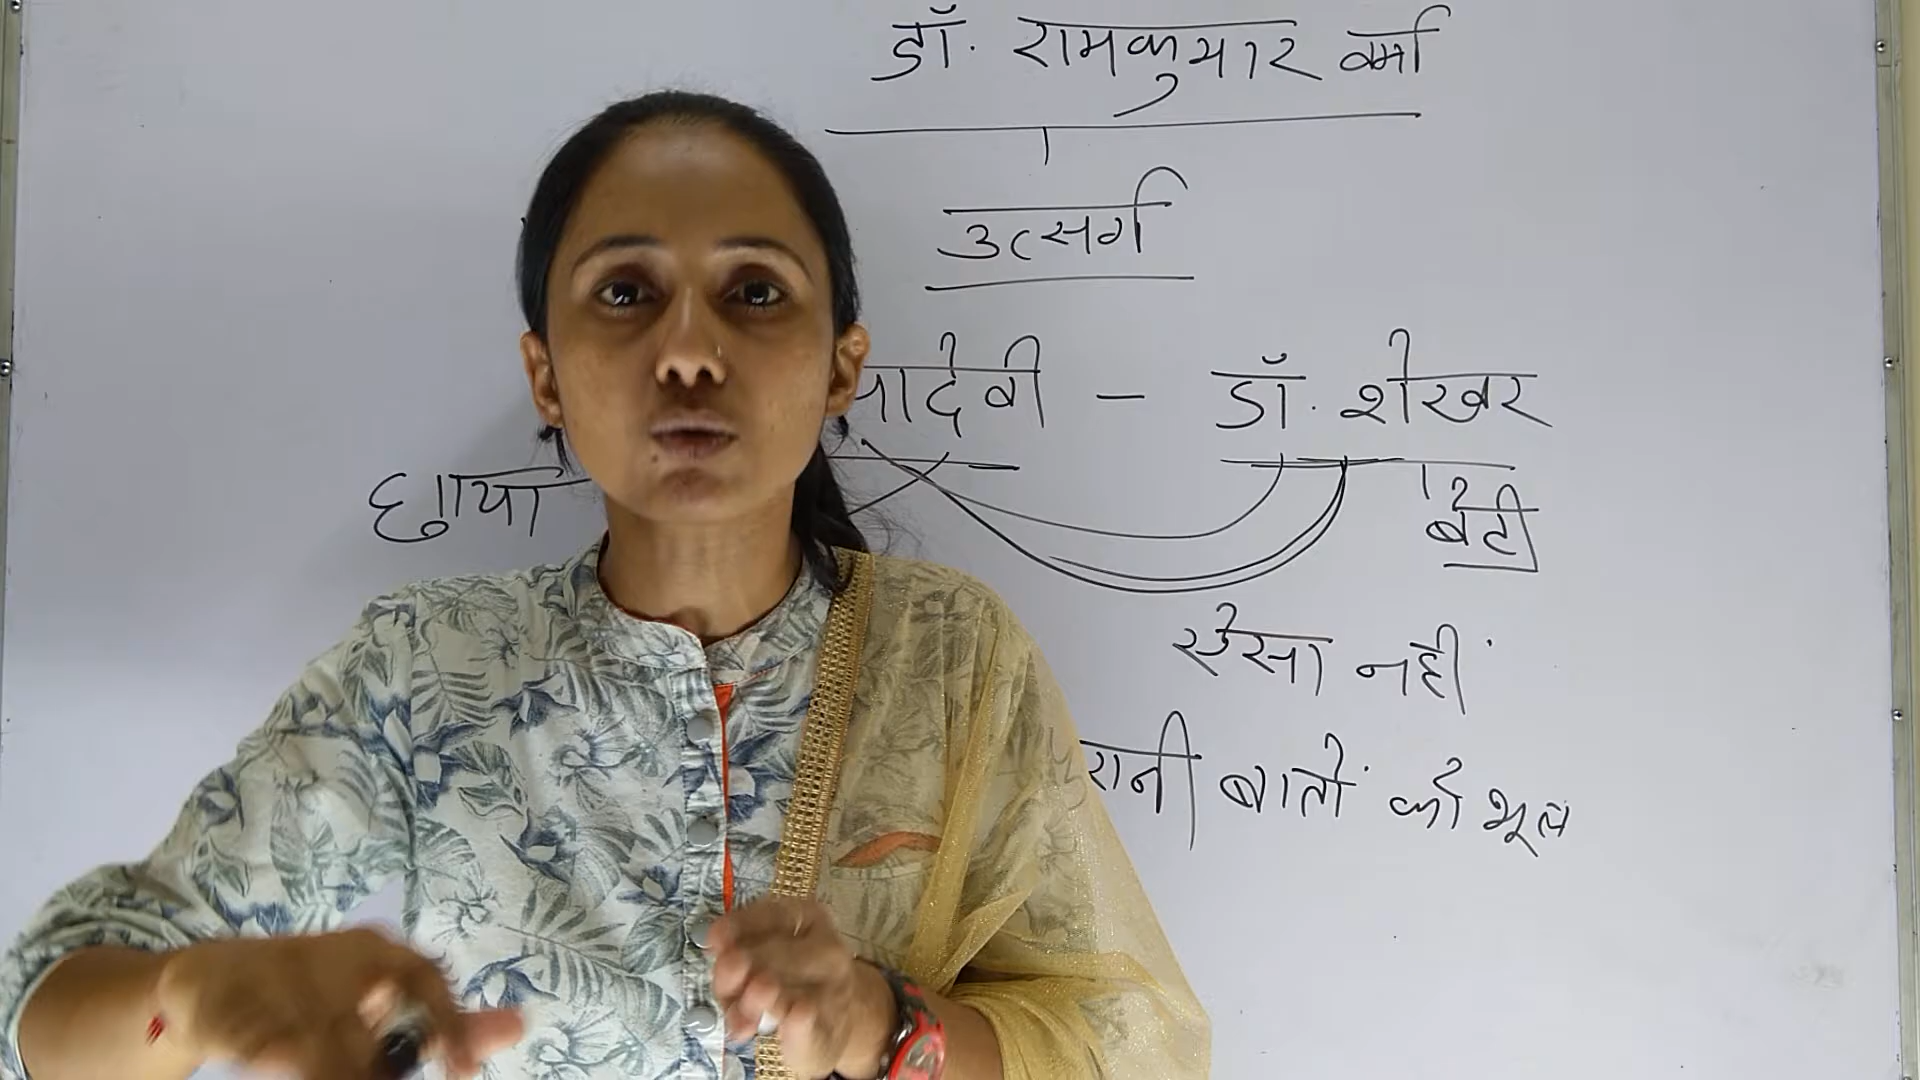 डॉ. रामकुमार वर्मा
उत्सर्ग
देवी - डॉ. शेखर
छाया
बेटी
ऐसा नहीं
बातों को भूल